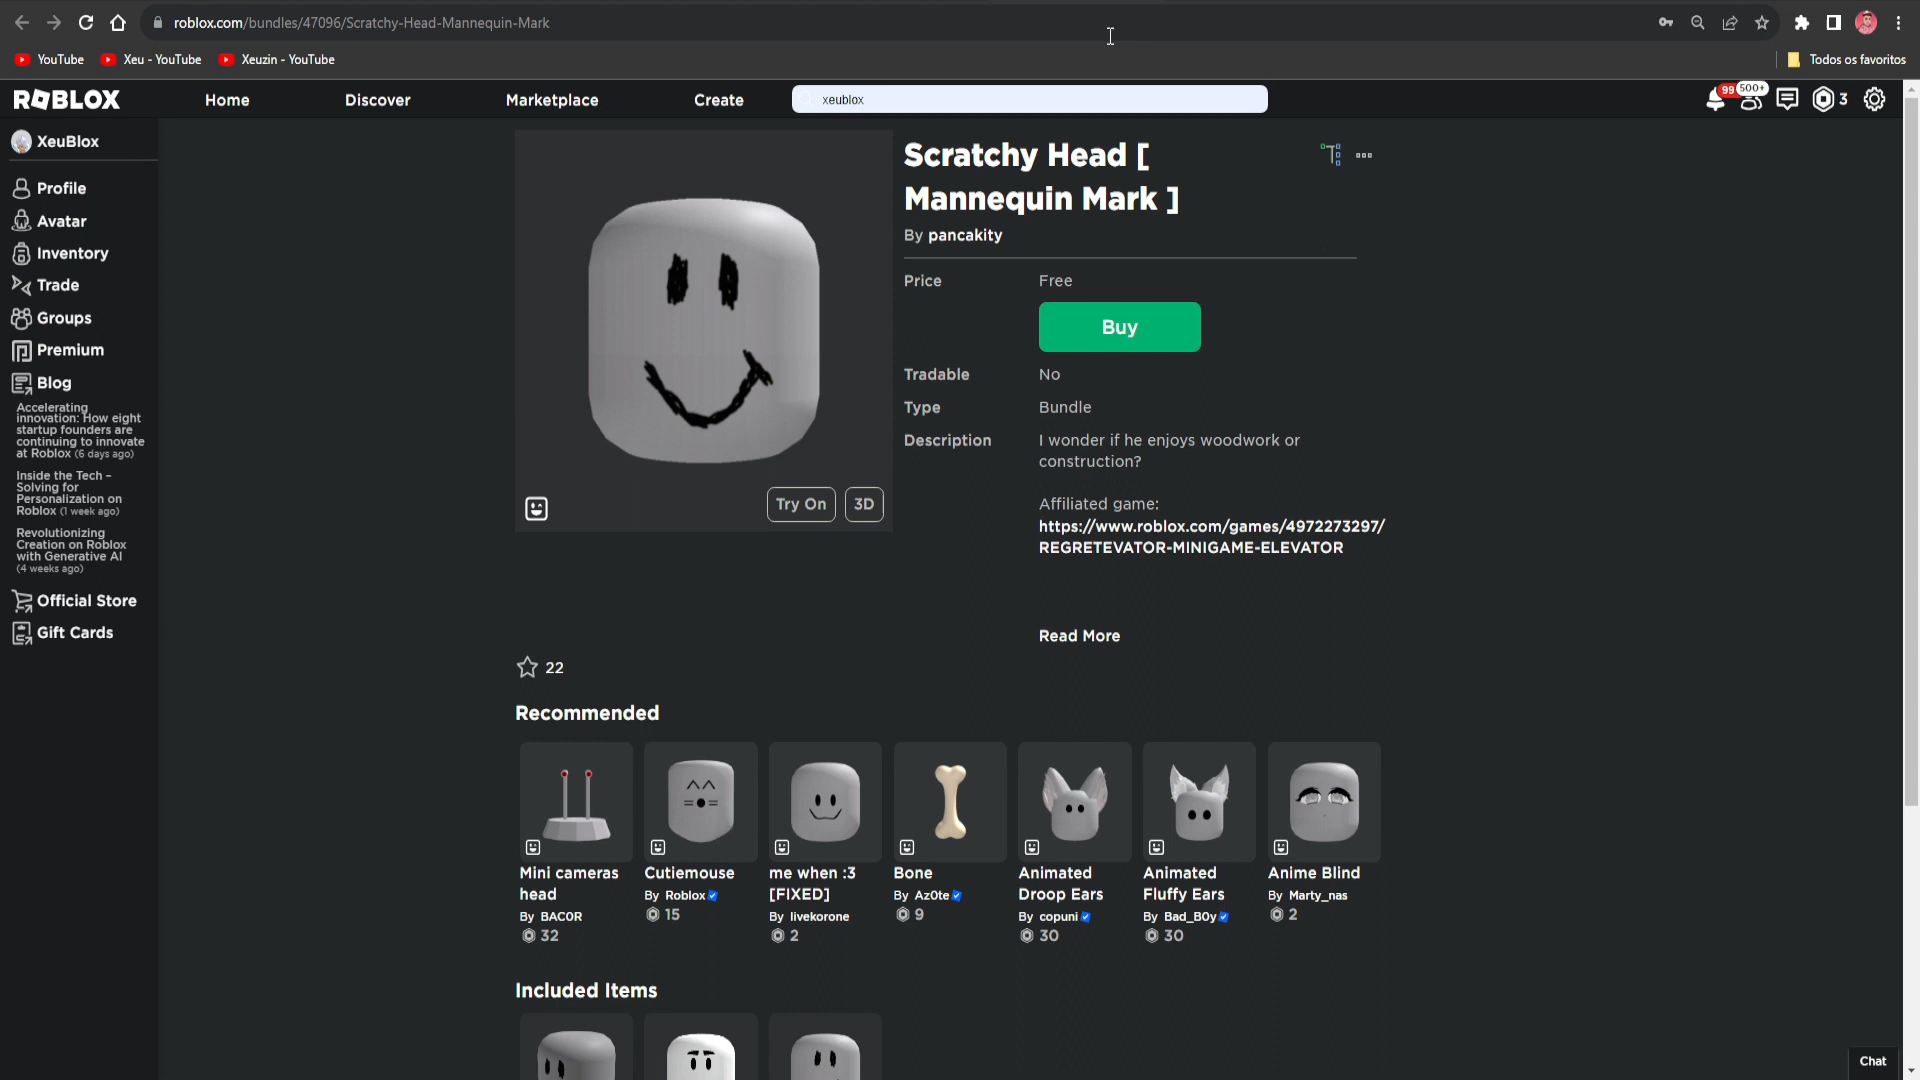 roblox.com/bundles/47096/Scratchy-Head-Mannequin-Mark
YouTube
Xeu - YouTube
Xeuzin - YouTube
Todos os favoritos
ROBLOX
Home
Discover
Marketplace
Create
xeublox
99
500+
3
XeuBlox
Profile
Avatar
Inventory
Trade
Groups
Premium
Blog
Accelerating
innovation: How eight
startup founders are
continuing to innovate
at Roblox (6 days ago)
Inside the Tech –
Solving for
Personalization on
Roblox (1 week ago)
Revolutionizing
Creation on Roblox
with Generative AI
(4 weeks ago)
Official Store
Gift Cards
Try On
3D
Scratchy Head [
Mannequin Mark ]
By pancakity
Price
Free
Buy
Tradable
No
Type
Bundle
Description
I wonder if he enjoys woodwork or
construction?
Affiliated game:
https://www.roblox.com/games/4972273297/
REGRETEVATOR-MINIGAME-ELEVATOR
Read More
22
Recommended
Mini cameras
head
By BAC0R
32
Cutiemouse
By Roblox
15
me when :3
[FIXED]
By livekorone
2
Bone
By Az0te
9
Animated
Droop Ears
By copuni
30
Animated
Fluffy Ears
By Bad_B0y
30
Anime Blind
By Marty_nas
2
Included Items
Chat